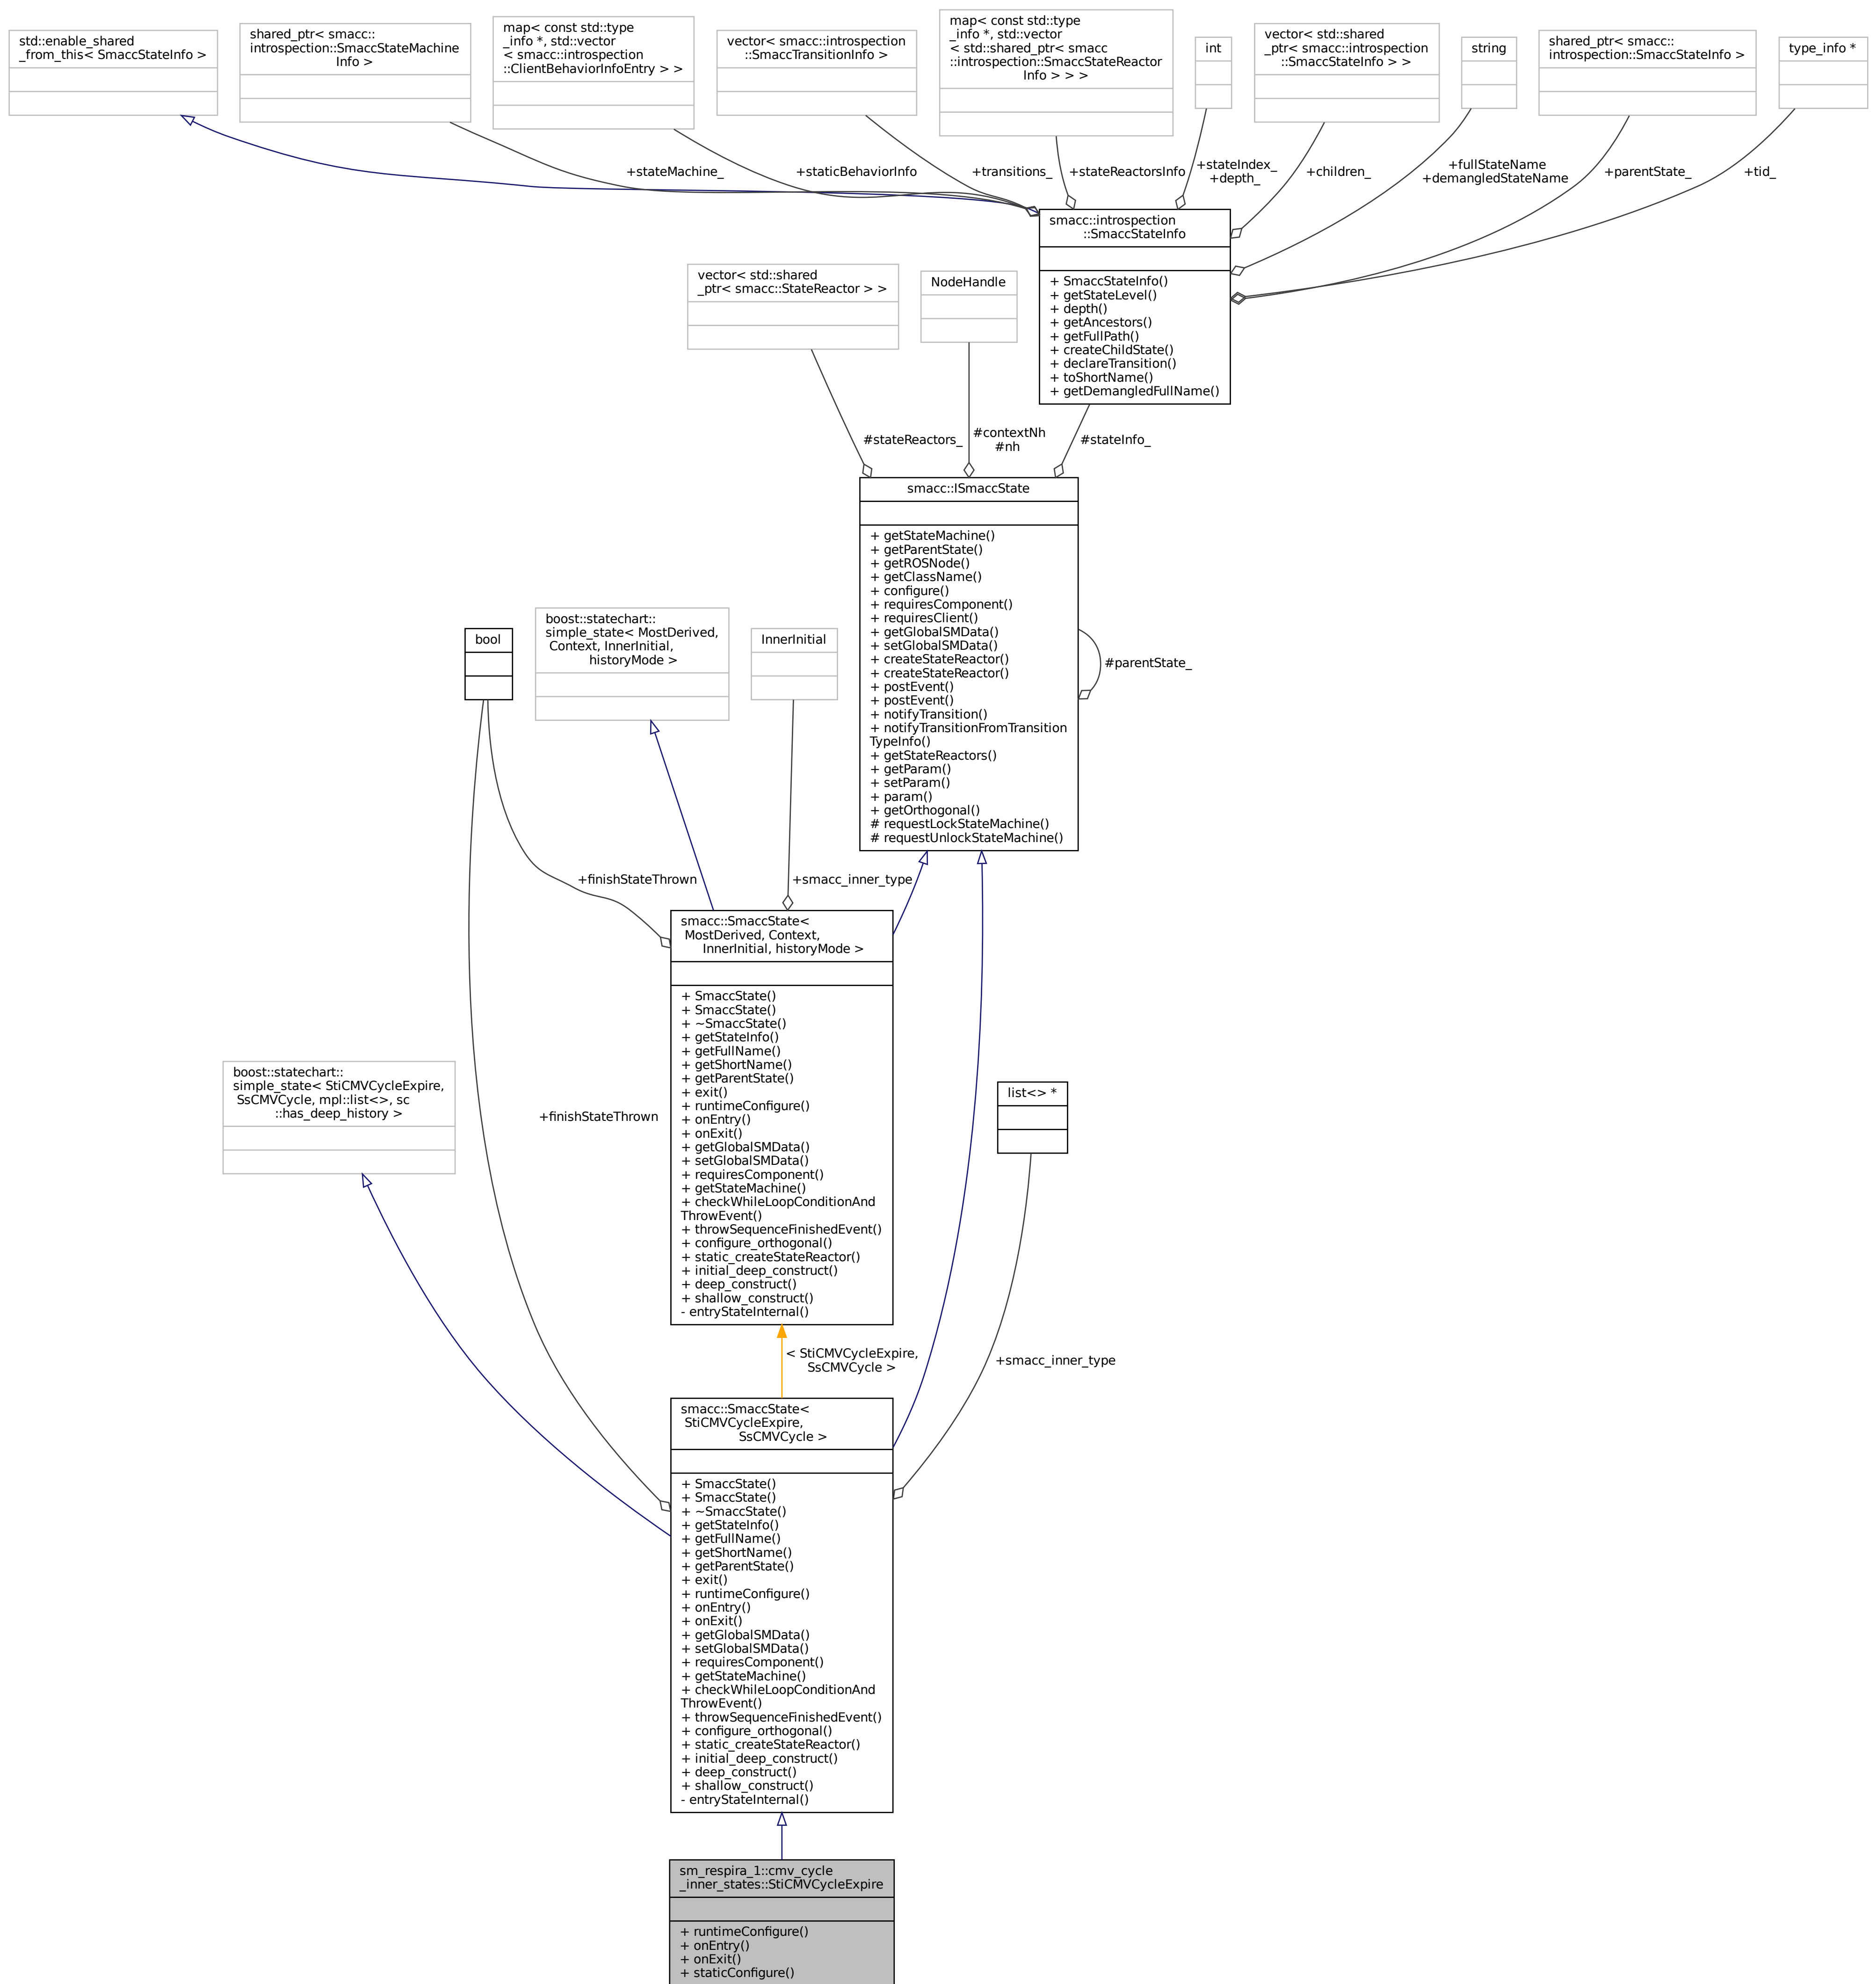 std::enable_shared
_from_this< SmaccStateInfo >
shared_ptr< smacc::
introspection::SmaccStateMachine
Info >
map< const std::type
_info *, std::vector
< smacc::introspection
::ClientBehaviorInfoEntry > >
vector< smacc::introspection
::SmaccTransitionInfo >
map< const std::type
_info *, std::vector
< std::shared_ptr< smacc
::introspection::SmaccStateReactor
Info > > >
int
vector< std::shared
_ptr< smacc::introspection
::SmaccStateInfo > >
string
shared_ptr< smacc::
introspection::SmaccStateInfo >
type_info *
+stateMachine_
+staticBehaviorInfo
+transitions_
+stateReactorsInfo
+stateIndex_
+depth_
+children_
+fullStateName
+demangledStateName
+parentState_
+tid_
smacc::introspection
::SmaccStateInfo
+ SmaccStateInfo()
+ getStateLevel()
+ depth()
+ getAncestors()
+ getFullPath()
+ createChildState()
+ declareTransition()
+ toShortName()
+ getDemangledFullName()
vector< std::shared
_ptr< smacc::StateReactor > >
NodeHandle
#stateReactors_
#contextNh
#nh
#stateInfo_
smacc::ISmaccState
+ getStateMachine()
+ getParentState()
+ getROSNode()
+ getClassName()
+ configure()
+ requiresComponent()
+ requiresClient()
+ getGlobalSMData()
+ setGlobalSMData()
+ createStateReactor()
+ createStateReactor()
+ postEvent()
+ postEvent()
+ notifyTransition()
+ notifyTransitionFromTransition
TypeInfo()
+ getStateReactors()
+ getParam()
+ setParam()
+ param()
+ getOrthogonal()
# requestLockStateMachine()
# requestUnlockStateMachine()
#parentState_
bool
boost::statechart::
simple_state< MostDerived,
Context, InnerInitial,
historyMode >
InnerInitial
+finishStateThrown
+smacc_inner_type
smacc::SmaccState<
MostDerived, Context,
InnerInitial, historyMode >
+ SmaccState()
+ SmaccState()
+ ~SmaccState()
+ getStateInfo()
+ getFullName()
+ getShortName()
+ getParentState()
+ exit()
+ runtimeConfigure()
+ onEntry()
+ onExit()
+ getGlobalSMData()
+ setGlobalSMData()
+ requiresComponent()
+ getStateMachine()
+ checkWhileLoopConditionAnd
ThrowEvent()
+ throwSequenceFinishedEvent()
+ configure_orthogonal()
+ static_createStateReactor()
+ initial_deep_construct()
+ deep_construct()
+ shallow_construct()
- entryStateInternal()
boost::statechart::
simple_state< StiCMVCycleExpire,
SsCMVCycle, mpl::list<>, sc
::has_deep_history >
+finishStateThrown
list<> *
< StiCMVCycleExpire,
SsCMVCycle >
+smacc_inner_type
smacc::SmaccState<
StiCMVCycleExpire,
SsCMVCycle >
+ SmaccState()
+ SmaccState()
+ ~SmaccState()
+ getStateInfo()
+ getFullName()
+ getShortName()
+ getParentState()
+ exit()
+ runtimeConfigure()
+ onEntry()
+ onExit()
+ getGlobalSMData()
+ setGlobalSMData()
+ requiresComponent()
+ getStateMachine()
+ checkWhileLoopConditionAnd
ThrowEvent()
+ throwSequenceFinishedEvent()
+ configure_orthogonal()
+ static_createStateReactor()
+ initial_deep_construct()
+ deep_construct()
+ shallow_construct()
- entryStateInternal()
sm_respira_1::cmv_cycle
_inner_states::StiCMVCycleExpire
+ runtimeConfigure()
+ onEntry()
+ onExit()
+ staticConfigure()